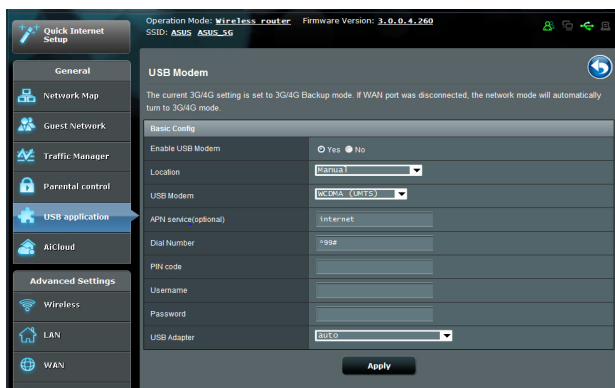 Quick Internet
Setup
Operation Mode: Wireless router Firmware Version: 3.0.0.4.260
SSID: ASUS ASUS_5G
General
Network Map
Guest Network
Traffic Manager
Parental control
USB application
AiCloud
Advanced Settings
Wireless
LAN
WAN
USB Modem
The current 3G/4G setting is set to 3G/4G Backup mode. If WAN port was disconnected, the network mode will automatically
turn to 3G/4G mode.
Basic Config
Enable USB Modem Yes No
Location Manual
USB Modem WCDMA (UMTS)
APN service(optional) internet
Dial Number *99#
PIN code
Username
Password
USB Adapter auto
Apply